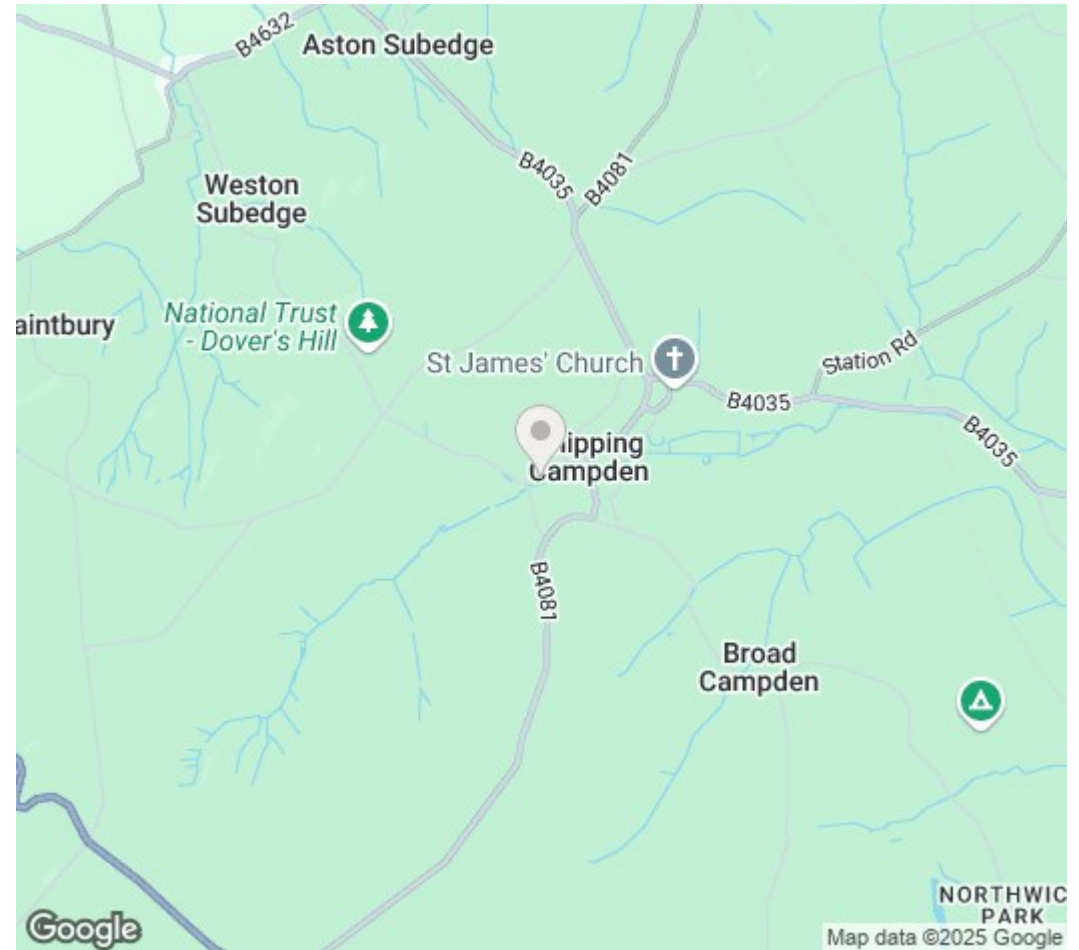 B4632
Aston Subedge
B4035
B4081
Weston
Subedge
National Trust
- Dover's Hill
aintbury
St James' Church
Station Rd
B4035
B4035
hipping
Campden
B4081
Broad
Campden
NORTHWIC
PARK
Google
Map data ©2025 Google